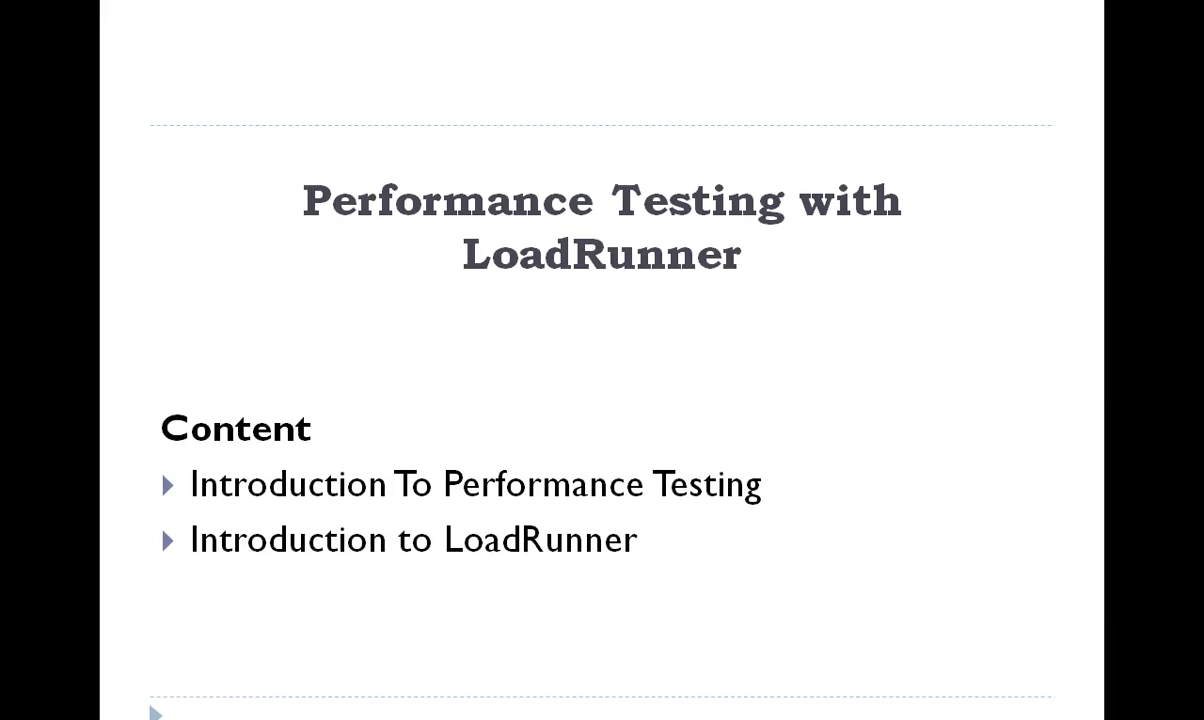 Performance Testing with
LoadRunner
Content
Introduction To Performance Testing
Introduction to LoadRunner